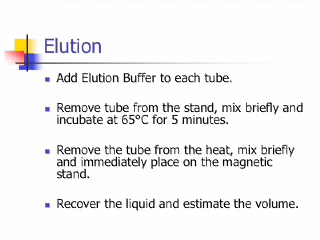 Elution
Add Elution Buffer to each tube.
Remove tube from the stand, mix briefly and
incubate at 65°C for 5 minutes.
Remove the tube from the heat, mix briefly
and immediately place on the magnetic
stand.
Recover the liquid and estimate the volume.